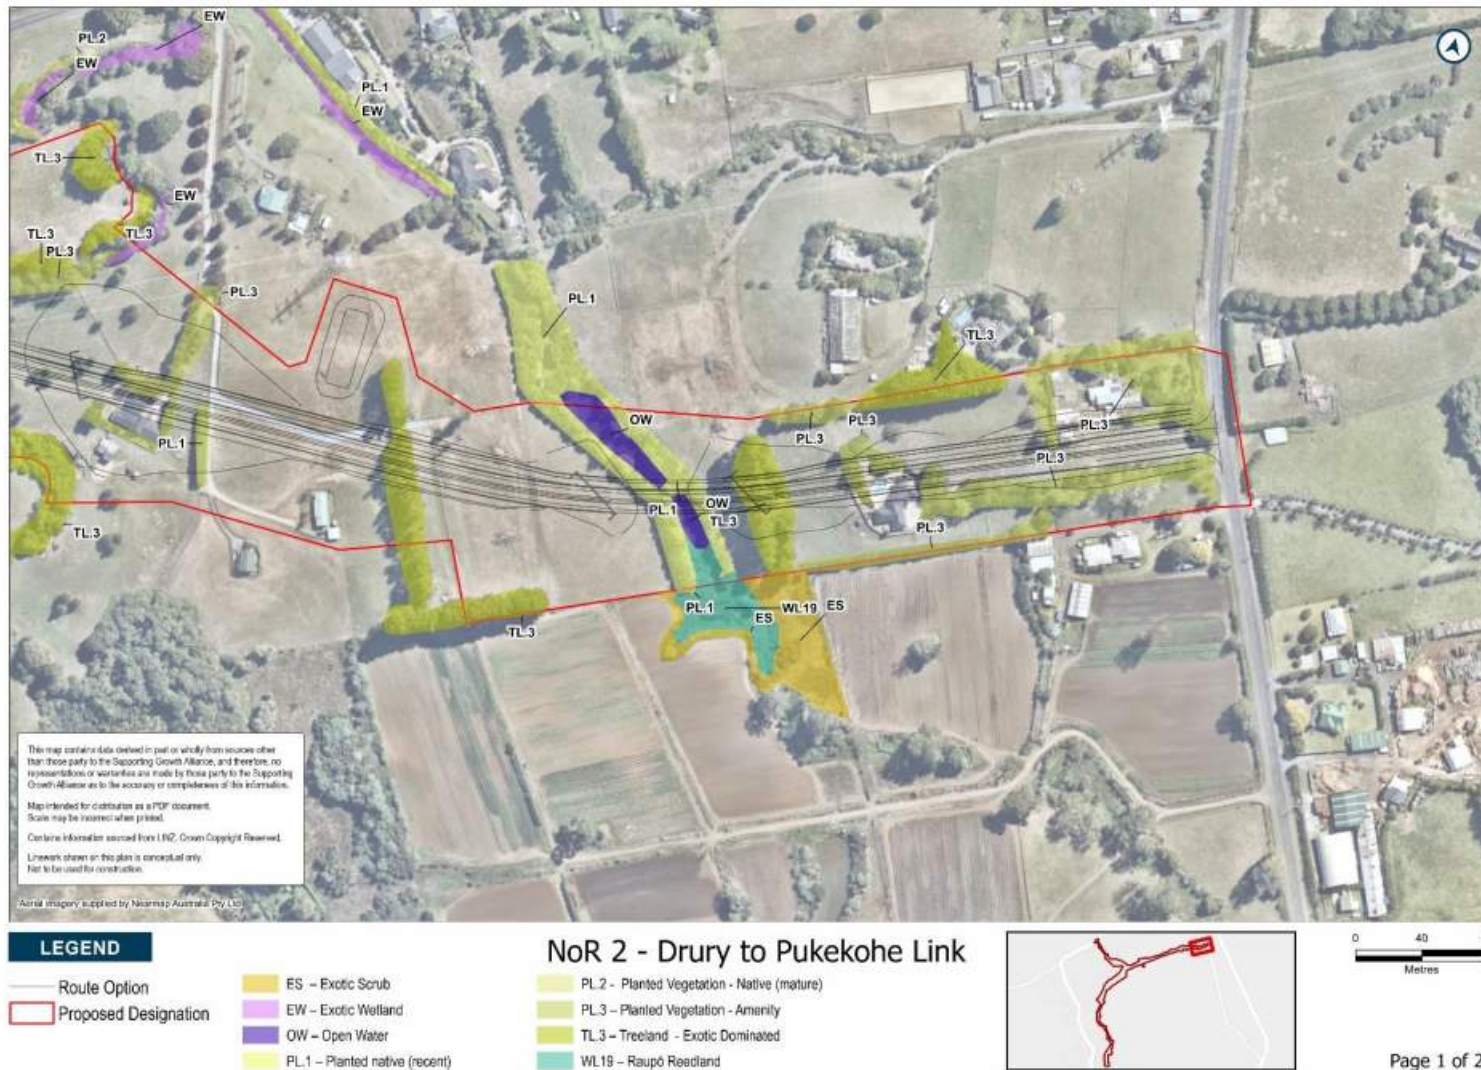 EW
PL.2
EW
PL.1
EW
TL.3
EW
TL.3
TL.3
PL.3
PL.3
PL.1
TL.3
OW
PL.3
PL.3
PL.3
PL.1
PL.3
OW
PL.1
TL.3
TL.3
PL.3
PL.1
WL19
ES
ES
TL.3
This map contains data derived in part or wholly from sources other
than those party to the Supporting Growth Alliance, and therefore, no
representations or warranties are made by those party to the Supporting
Growth Alliance as to the accuracy or completeness of this information.
Map intended for distribution as a PDF document.
Scale may be incorrect when printed.
Contains information sourced from LINZ. Crown Copyright Reserved.
Linework shown on this plan is conceptual only.
Not to be used for construction.
Aerial imagery supplied by Nearmap Australia Pty Ltd
LEGEND
Route Option
Proposed Designation
ES – Exotic Scrub
EW – Exotic Wetland
OW – Open Water
PL.1 – Planted native (recent)
NoR 2 - Drury to Pukekohe Link
PL.2 - Planted Vegetation - Native (mature)
PL.3 – Planted Vegetation - Amenity
TL.3 – Treeland - Exotic Dominated
WL19 – Raupō Reedland
0 40
Metres
Page 1 of 2